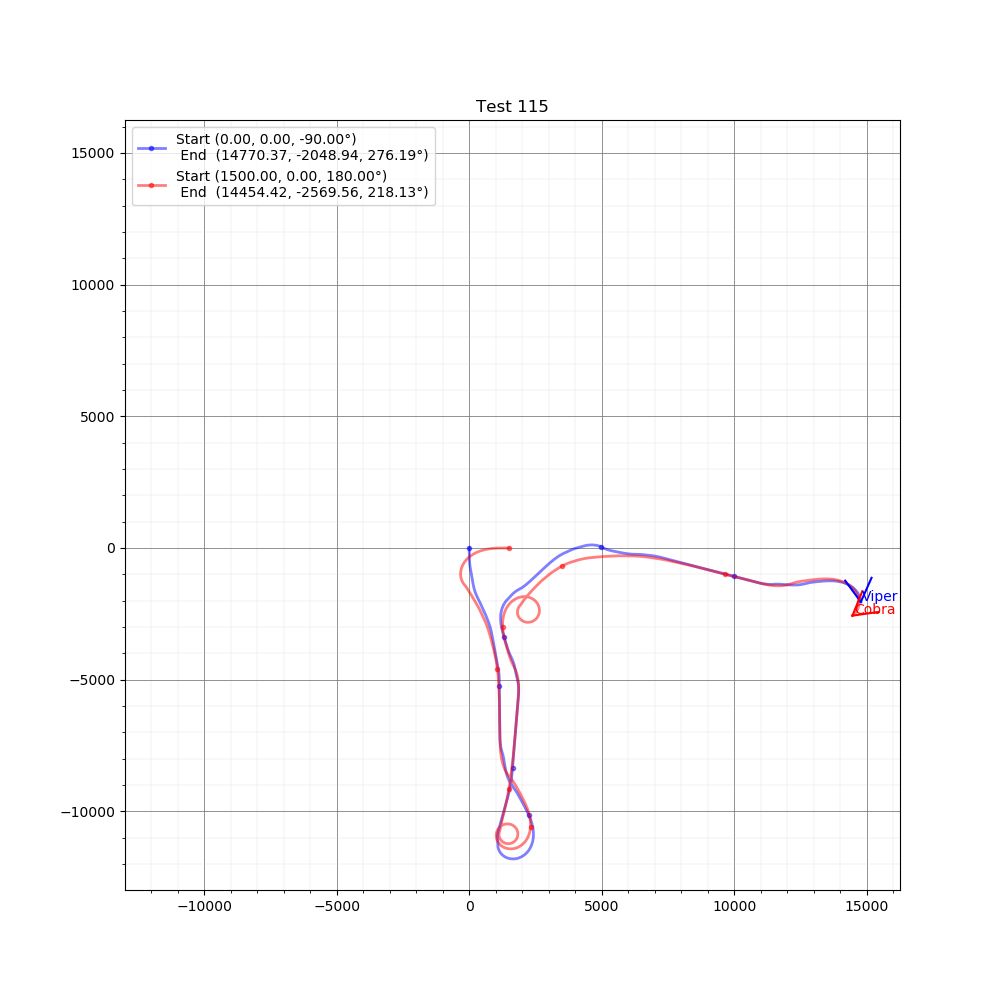 Test 115
Start (0.00, 0.00, -90.00°)
End  (14770.37, -2048.94, 276.19°)
Start (1500.00, 0.00, 180.00°)
End  (14454.42, -2569.56, 218.13°)
15000
10000
5000
0
−5000
−10000
Viper
Cobra
−10000
−5000
0
5000
10000
15000